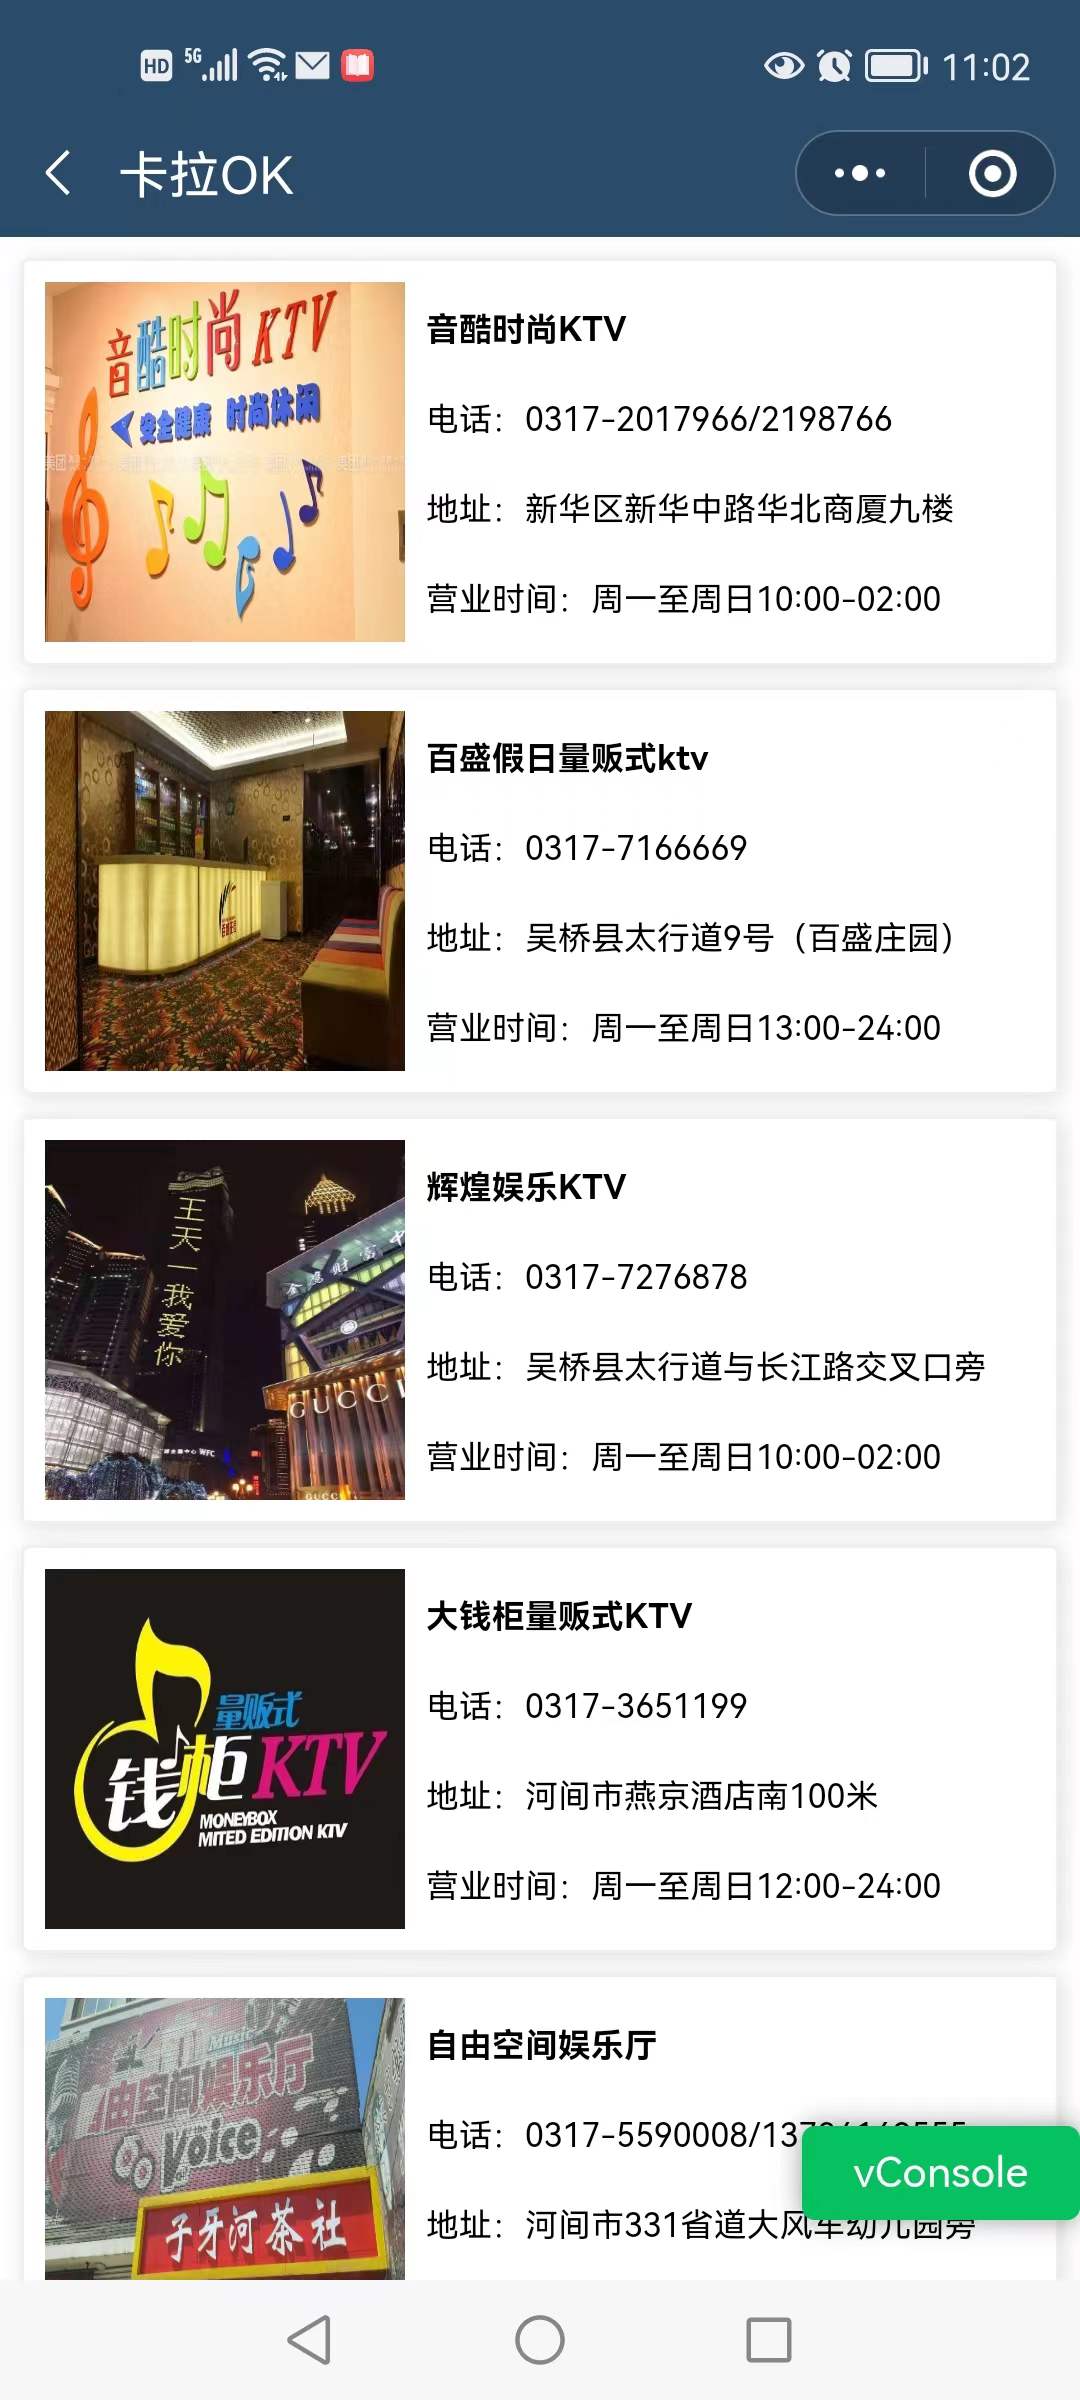 HD 5G 11:02
卡拉OK
音酷时尚KTV
安全健康 时尚休闲
音酷时尚KTV
电话：0317-2017966/2198766
地址：新华区新华中路华北商厦九楼
营业时间：周一至周日10:00-02:00
百盛假日量贩式ktv
电话：0317-7166669
地址：吴桥县太行道9号（百盛庄园）
营业时间：周一至周日13:00-24:00
王天一我爱你
GUCCI
WFC
GUCCI
辉煌娱乐KTV
电话：0317-7276878
地址：吴桥县太行道与长江路交叉口旁
营业时间：周一至周日10:00-02:00
量贩式
钱柜KTV
MONEYBOX
MITED EDITION KTV
大钱柜量贩式KTV
电话：0317-3651199
地址：河间市燕京酒店南100米
营业时间：周一至周日12:00-24:00
Music
由空间娱乐厅
Voice
子牙河茶社
自由空间娱乐厅
电话：0317-5590008/13
地址：河间市331省道大风车幼儿园旁
vConsole